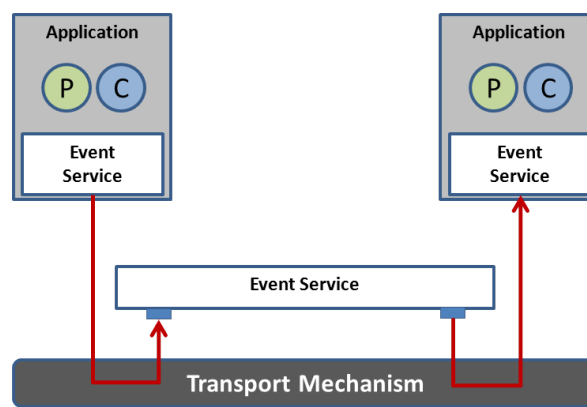 Application
P C
Event
Service
Application
P C
Event
Service
Event Service
Transport Mechanism